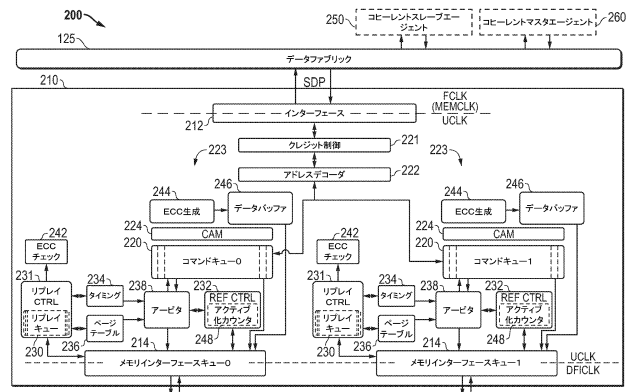 200
250
コヒーレントスレーブエー
ジェント
コヒーレントマスタエージェント
260
125
データファブリック
210
SDP
FCLK
(MEMCLK)
UCLK
インターフェース
212
クレジット制御
221
223
アドレスデコーダ
222
223
244
246
ECC生成
データバッファ
224
CAM
220
コマンドキュー0
242
ECC
チェック
231
リプレイ
CTRL
リプレイ
キュー
230
234
タイミング
238
アービタ
232
REF CTRL
アクティブ
化カウンタ
248
236
ページ
テーブル
214
メモリインターフェースキュー0
244
246
ECC生成
データバッファ
224
CAM
220
コマンドキュー1
242
ECC
チェック
231
リプレイ
CTRL
リプレイ
キュー
230
234
タイミング
238
アービタ
232
REF CTRL
アクティブ
化カウンタ
248
236
ページ
テーブル
214
メモリインターフェースキュー1
UCLK
DFICLK